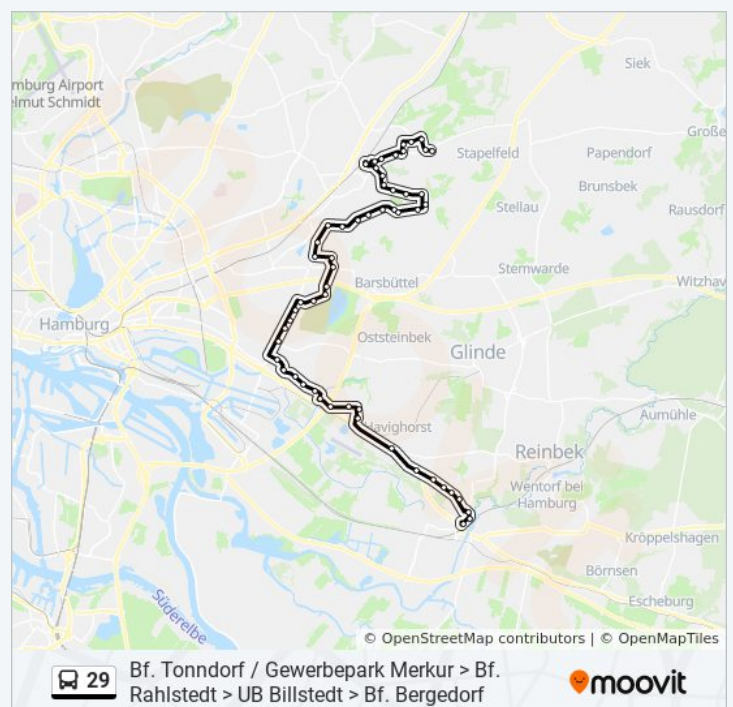 mburg Airport
elmut Schmidt
Siek
Große
Stapelfeld
Papendorf
Brunsbek
Stellau
Rausdorf
Stemwarde
Barsbüttel
Witzhav
Hamburg
Oststeinbek
Glinde
Aumühle
Havighorst
Reinbek
Wentorf bei
Hamburg
Kröppelshagen
Börnsen
Escheburg
Süderelbe
© OpenStreetMap contributors | © OpenMapTiles
29
Bf. Tonndorf / Gewerbepark Merkur > Bf.
Rahlstedt > UB Billstedt > Bf. Bergedorf
moovit